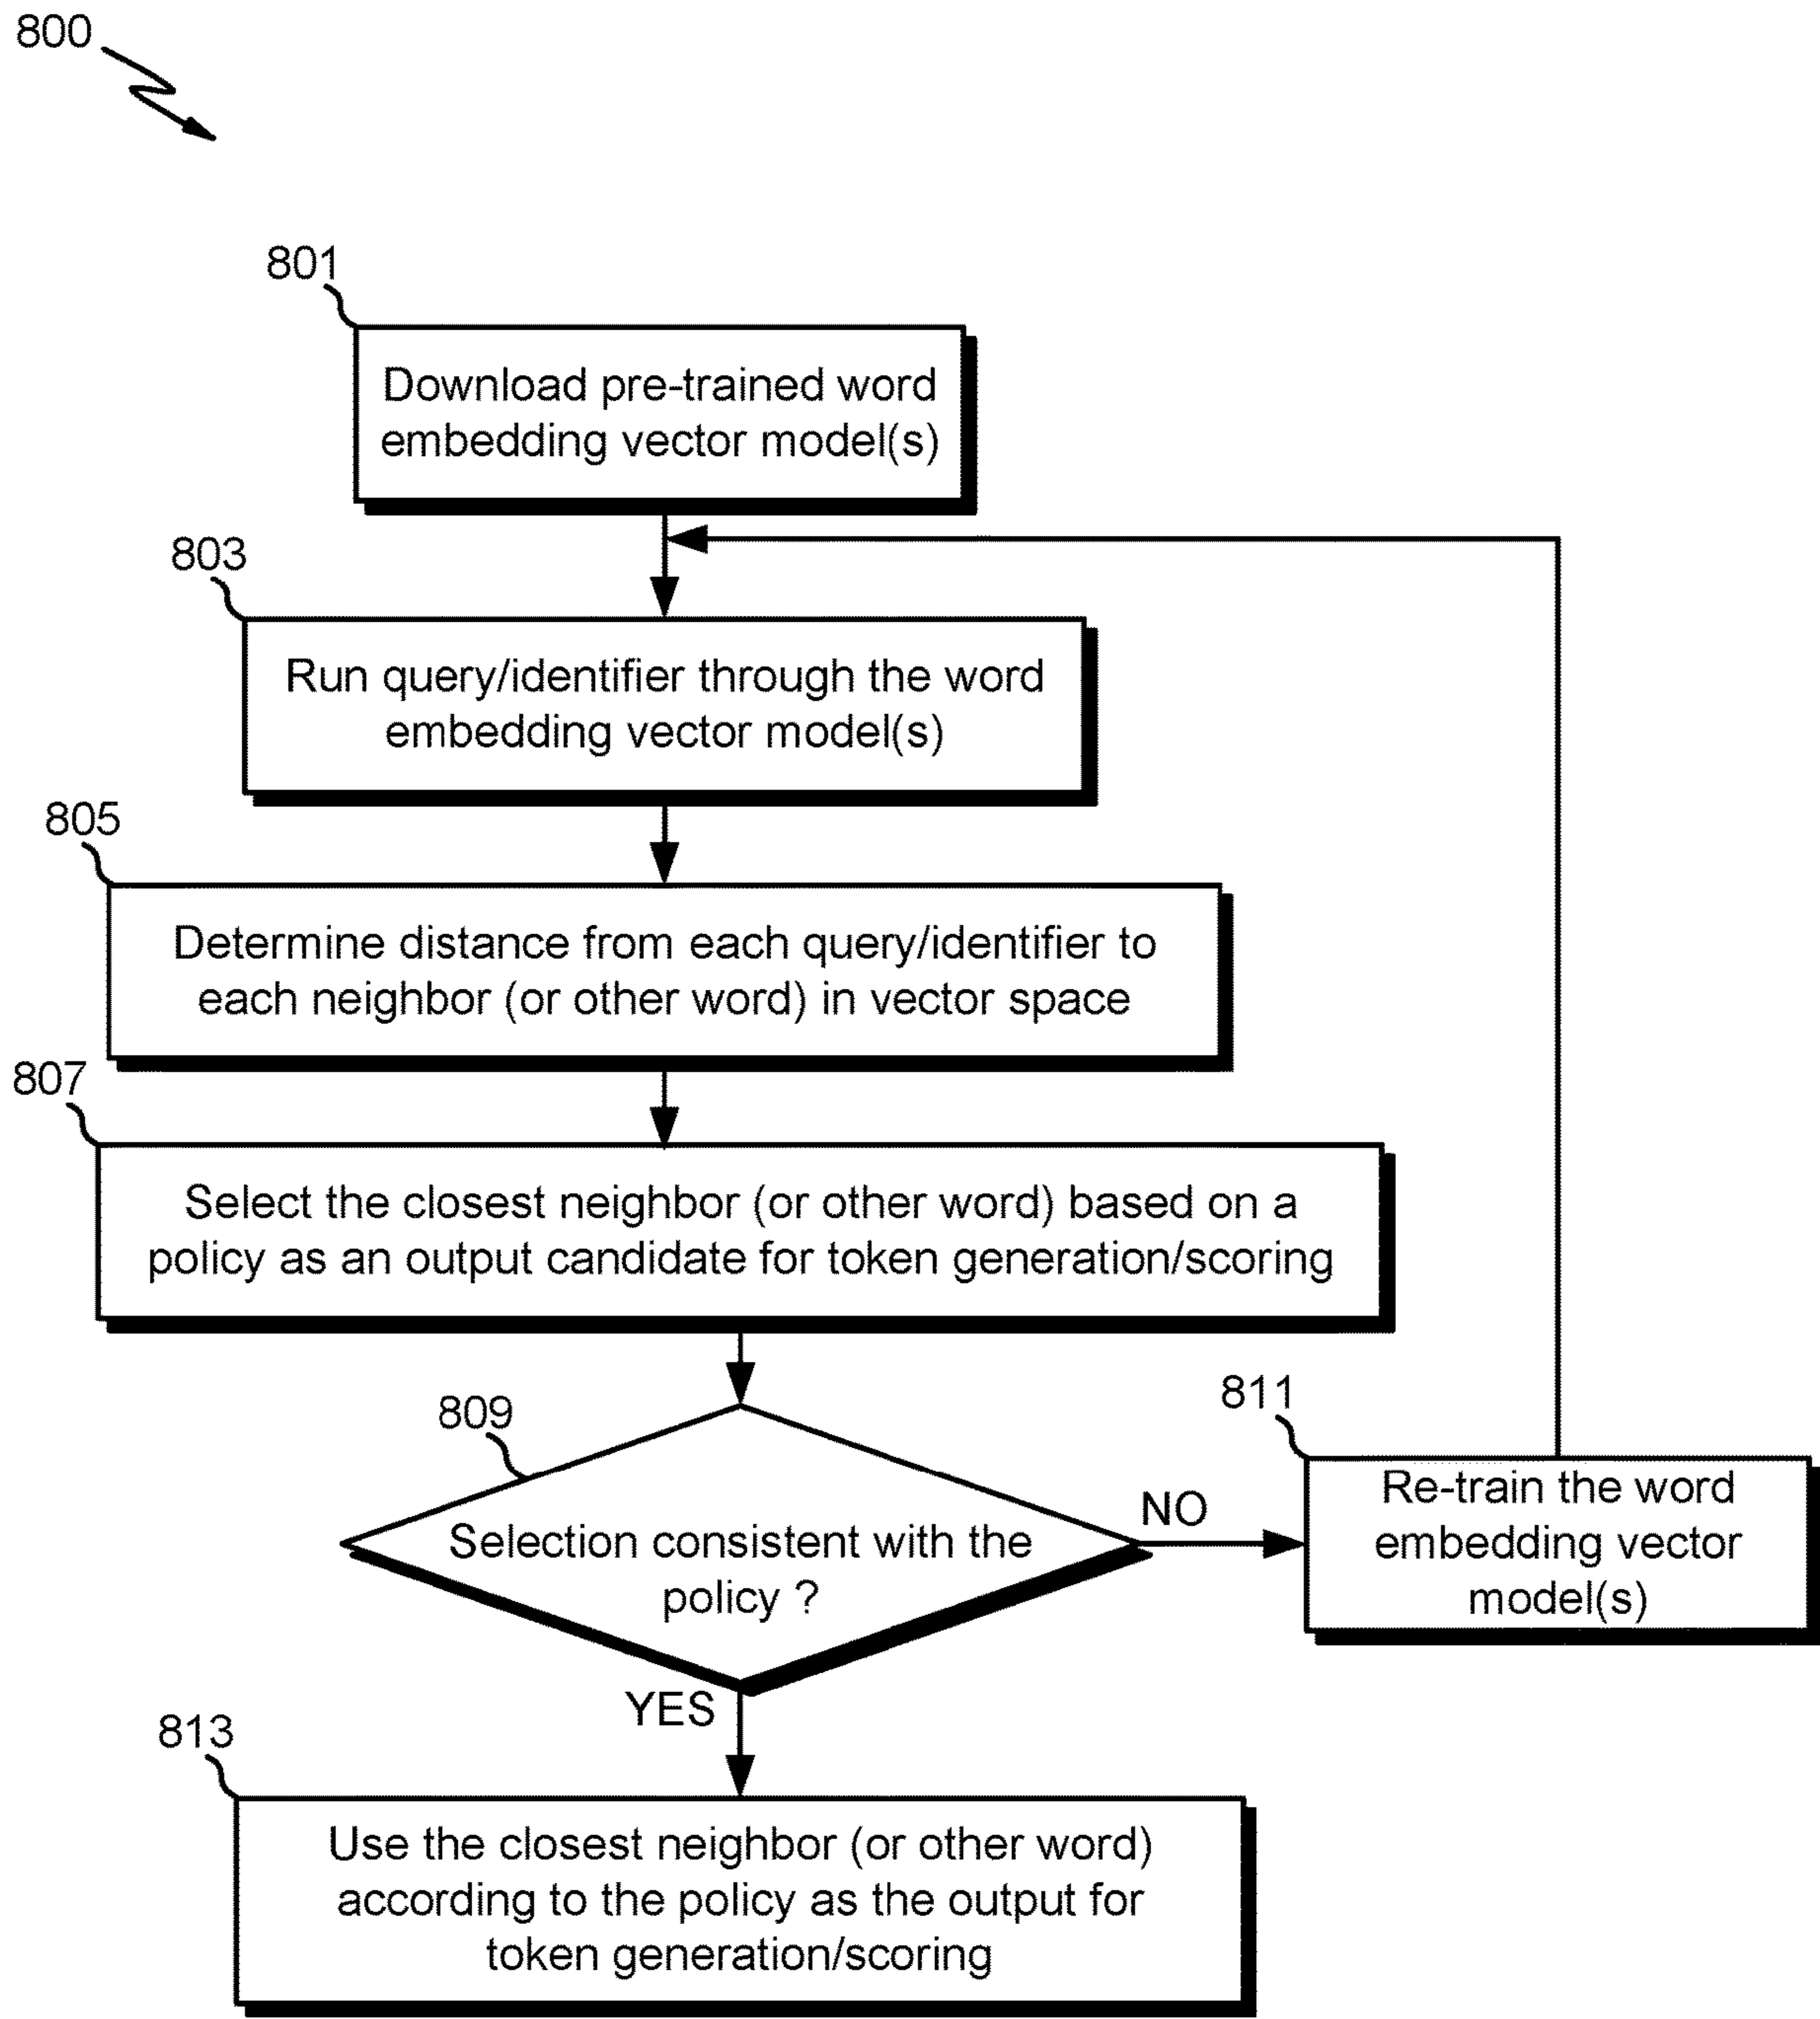 800
801
Download pre-trained word
embedding vector model(s)
803
Run query/identifier through the word
embedding vector model(s)
805
Determine distance from each query/identifier to
each neighbor (or other word) in vector space
807
Select the closest neighbor (or other word) based on a
policy as an output candidate for token generation/scoring
809
Selection consistent with the
policy ?
NO
811
Re-train the word
embedding vector
model(s)
YES
813
Use the closest neighbor (or other word)
according to the policy as the output for
token generation/scoring